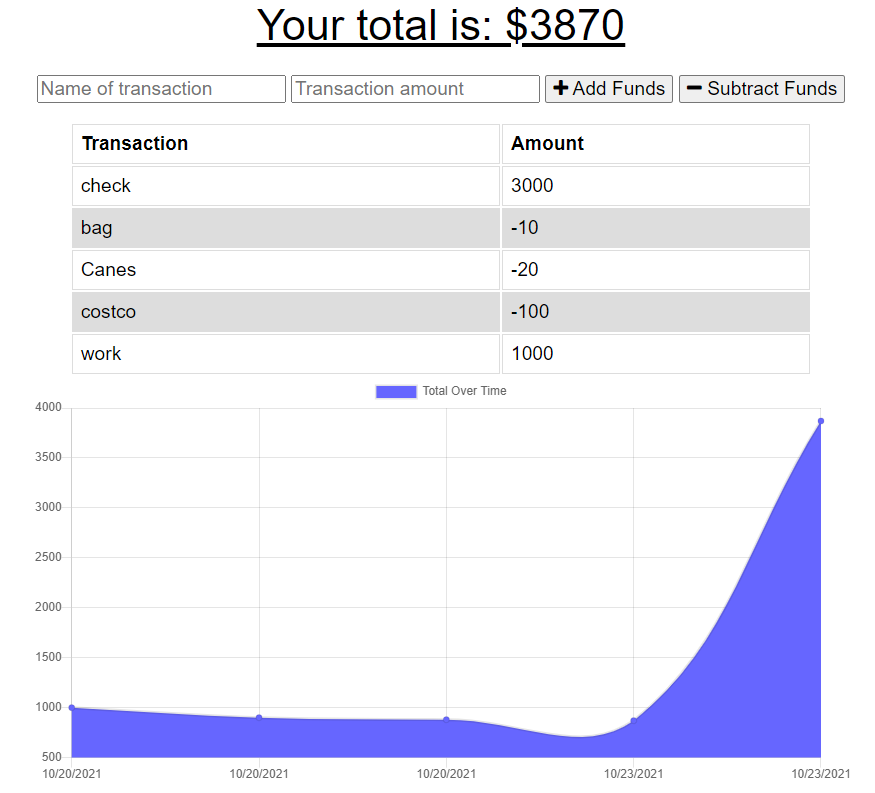 Your total is: $3870
Name of transaction Transaction amount + Add Funds − Subtract Funds
Transaction Amount
check 3000
bag -10
Canes -20
costco -100
work 1000
Total Over Time
4000
3500
3000
2500
2000
1500
1000
500
10/20/2021 10/20/2021 10/20/2021 10/23/2021 10/23/2021